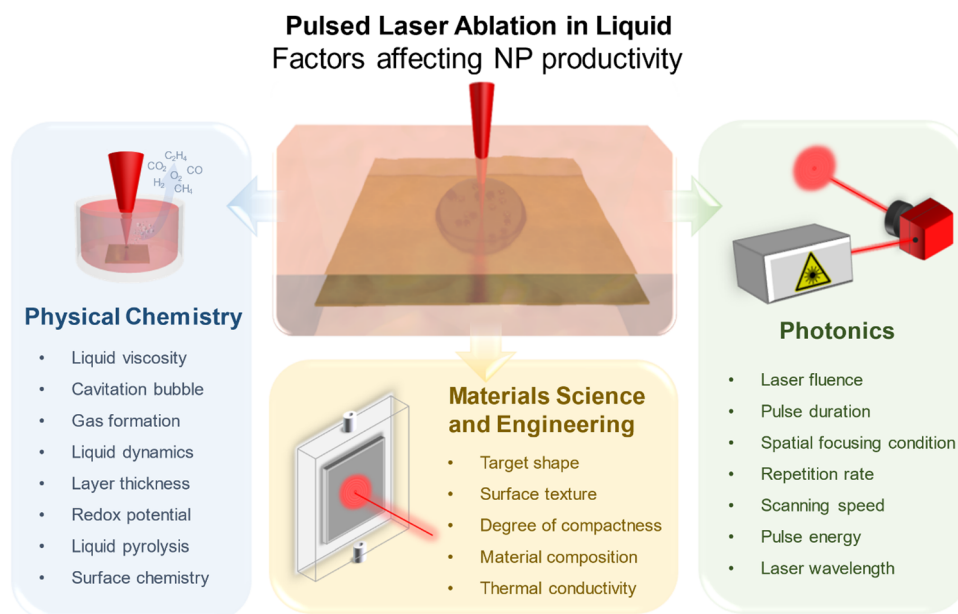 Pulsed Laser Ablation in Liquid
Factors affecting NP productivity
C₂H₄
CO₂
CO
O₂
H₂
CH₄
Physical Chemistry
• Liquid viscosity
• Cavitation bubble
• Gas formation
• Liquid dynamics
• Layer thickness
• Redox potential
• Liquid pyrolysis
• Surface chemistry
Materials Science
and Engineering
• Target shape
• Surface texture
• Degree of compactness
• Material composition
• Thermal conductivity
Photonics
• Laser fluence
• Pulse duration
• Spatial focusing condition
• Repetition rate
• Scanning speed
• Pulse energy
• Laser wavelength